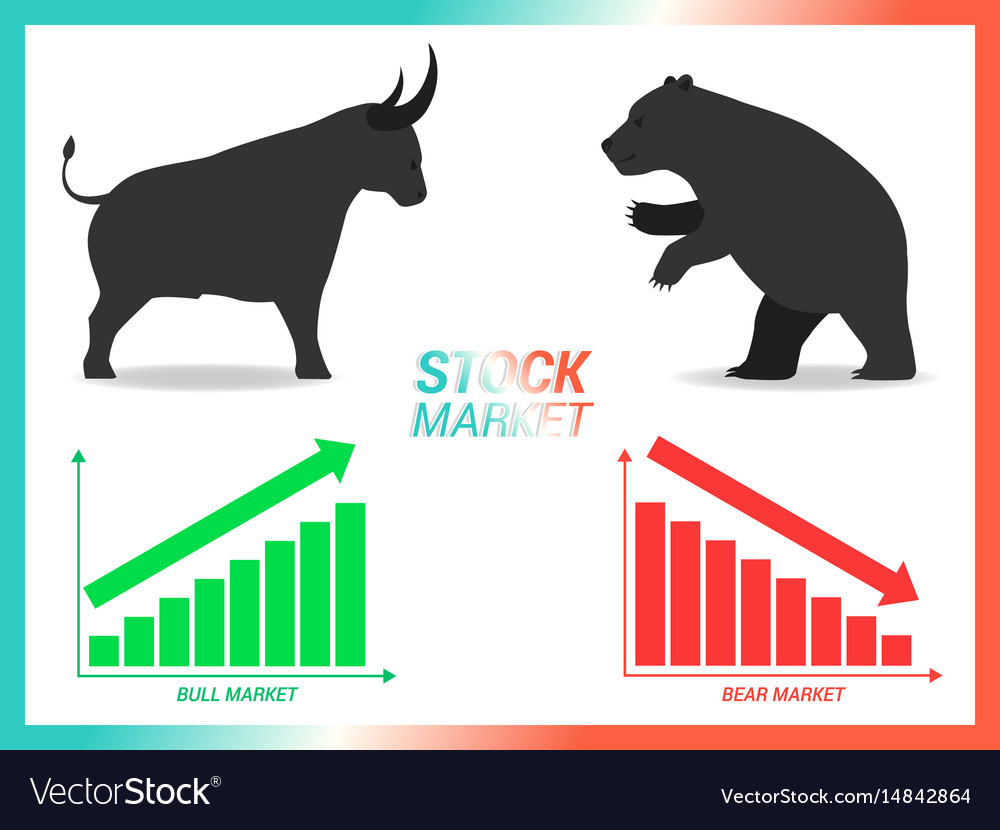 STOCK
MARKET
BULL MARKET
BEAR MARKET
VectorStock®
VectorStock.com/14842864